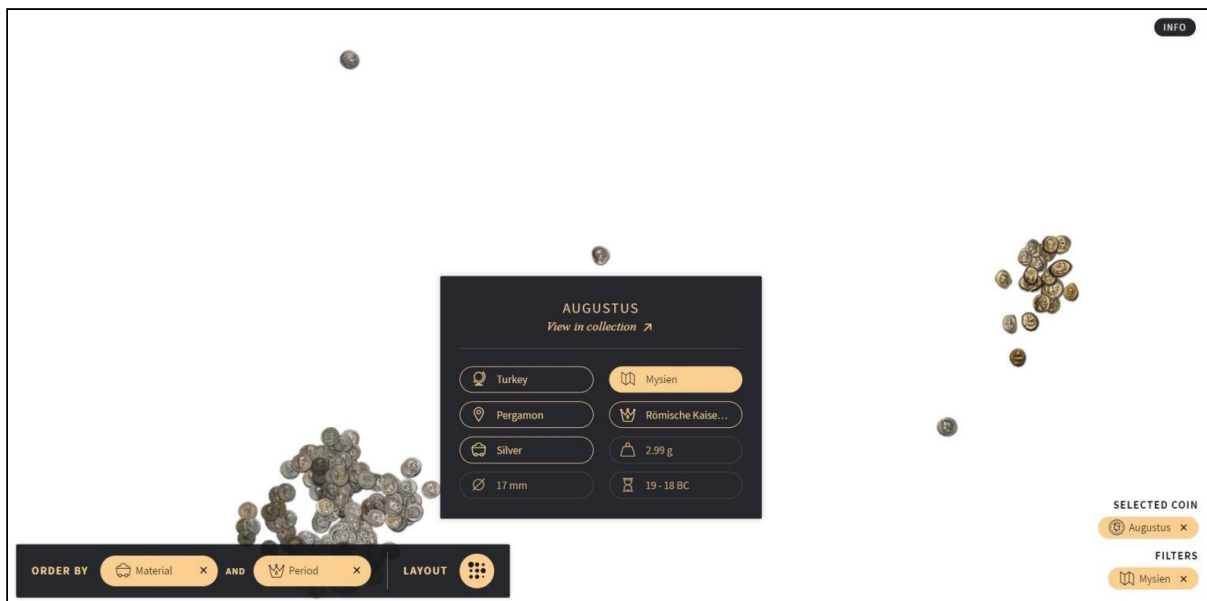 INFO
AUGUSTUS
View in collection ↗
Turkey
Mysien
Pergamon
Römische Kaise...
Silver
2.99 g
17 mm
19 - 18 BC
SELECTED COIN
Augustus ×
FILTERS
Mysien ×
ORDER BY Material × AND Period × LAYOUT